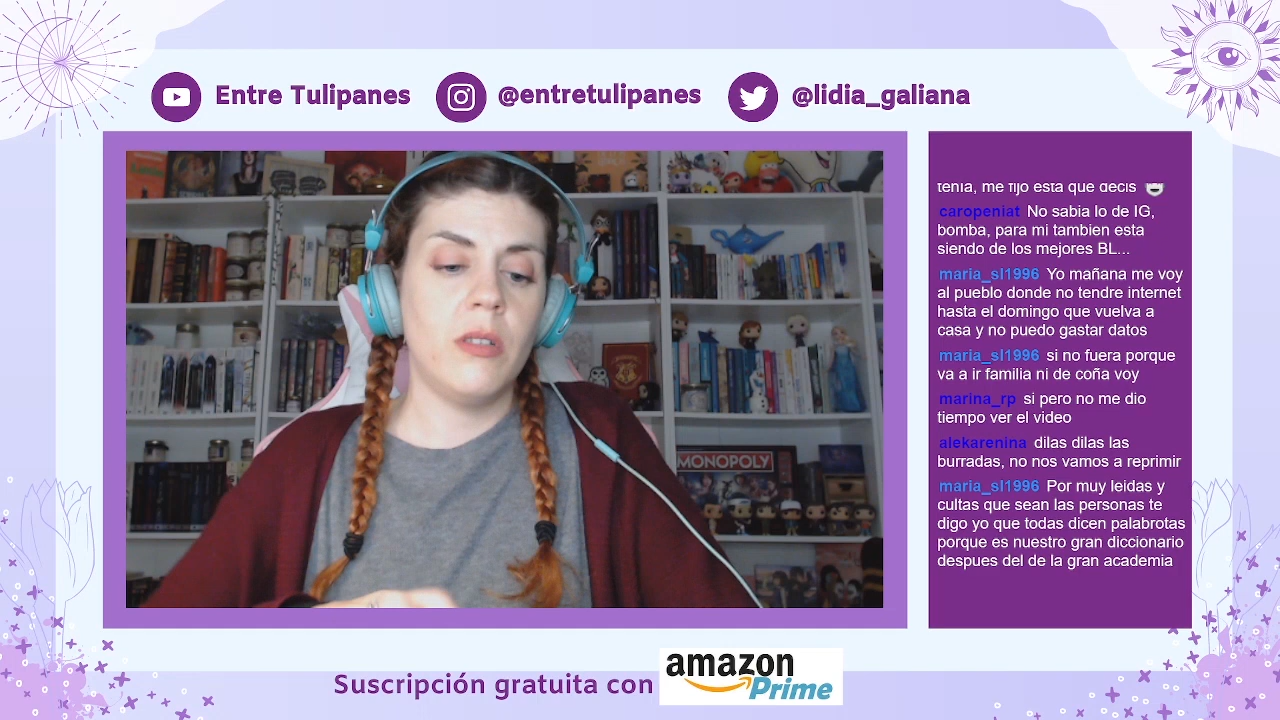 Entre Tulipanes
@entretulipanes
@lidia_galiana
tenia, me fijo esta que decis
caropeniat No sabia lo de IG,
bomba, para mi tambien esta
siendo de los mejores BL...
maria_sl1996 Yo mañana me voy
al pueblo donde no tendre internet
hasta el domingo que vuelva a
casa y no puedo gastar datos
maria_sl1996 si no fuera porque
va a ir familia ni de coña voy
marina_rp si pero no me dio
tiempo ver el video
alekarenina dilas dilas las
burradas, no nos vamos a reprimir
maria_sl1996 Por muy leidas y
cultas que sean las personas te
digo yo que todas dicen palabrotas
porque es nuestro gran diccionario
despues del de la gran academia
MONOPOLY
Suscripción gratuita con
amazon
Prime